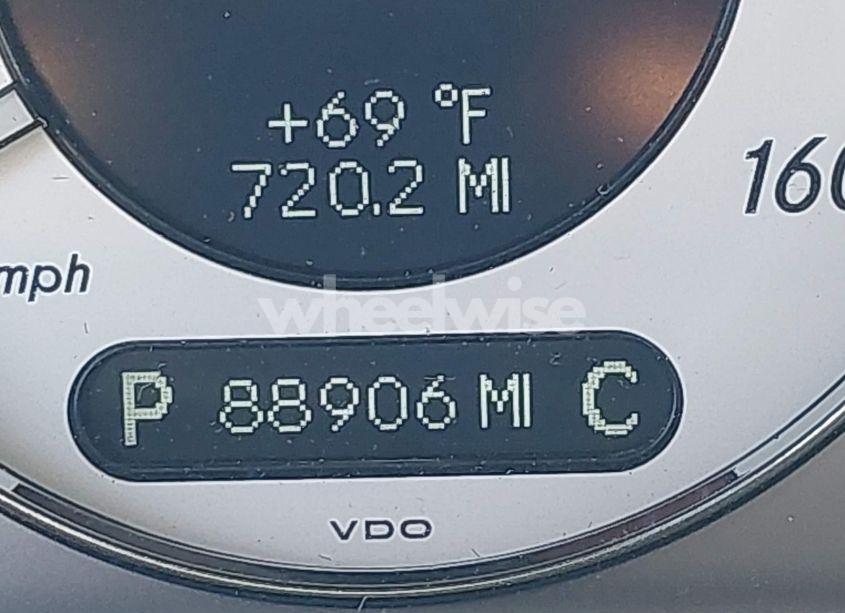 +69 °F
720.2 MI
160
mph
wheelwise
P 88906 MI C
VDO